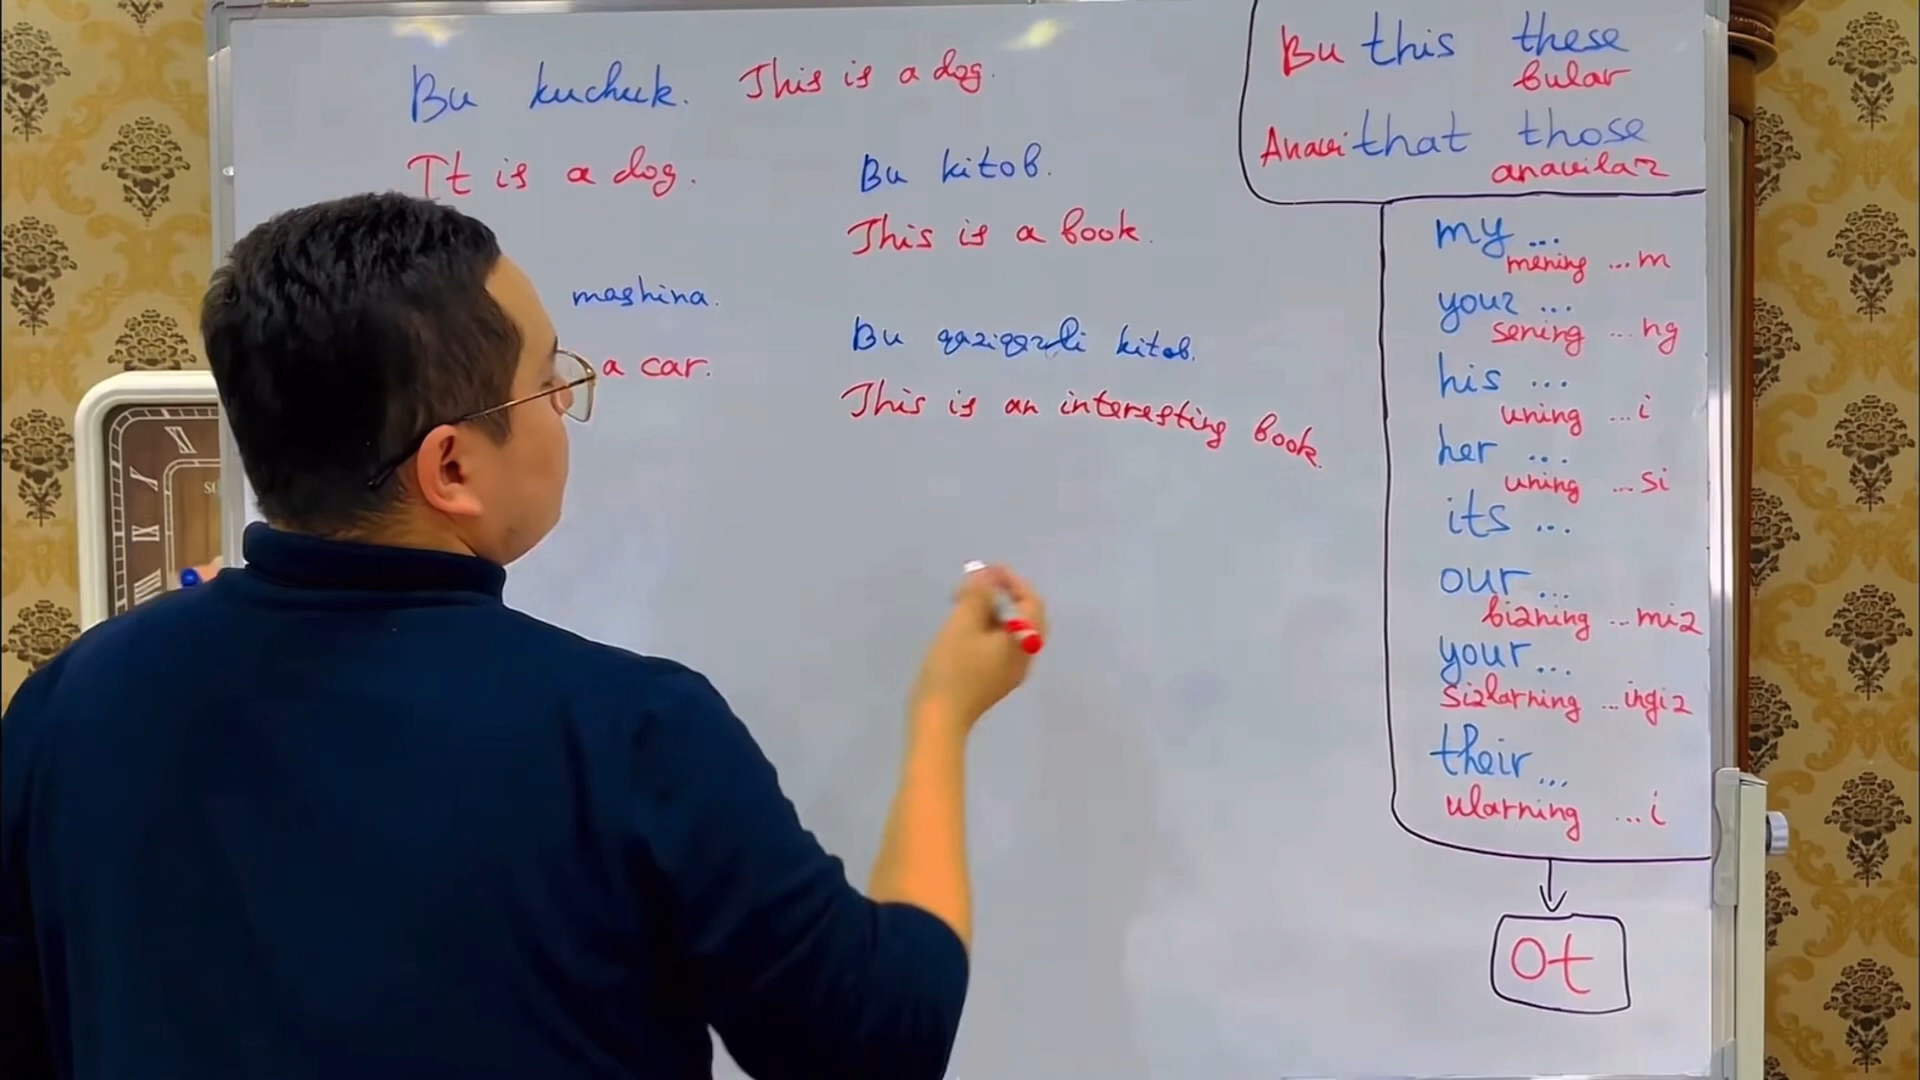 Bu kuchuk. This is a dog.
It is a dog.
Bu kitob.
This is a book.
mashina.
a car.
Bu qiziqarli kitob.
This is an interesting book.
Bu this these
bular
Anavi that those
anavilar
my ...
mening ...m
your ...
sening ...ng
his ...
uning ...i
her ...
uning ...si
its ...
our ...
bizning ...miz
your...
sizlarning ...ingiz
their...
ularning ...i
Ot